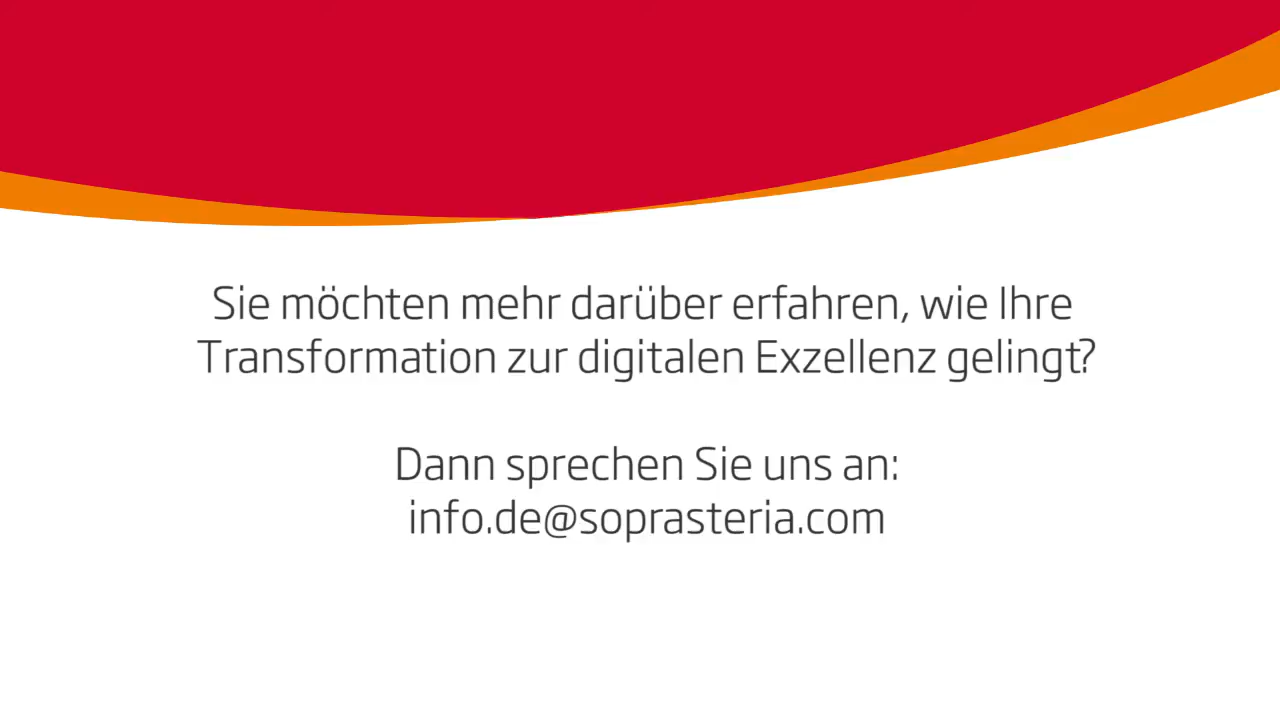 Sie möchten mehr darüber erfahren, wie Ihre
Transformation zur digitalen Exzellenz gelingt?
Dann sprechen Sie uns an:
info.de@soprasteria.com